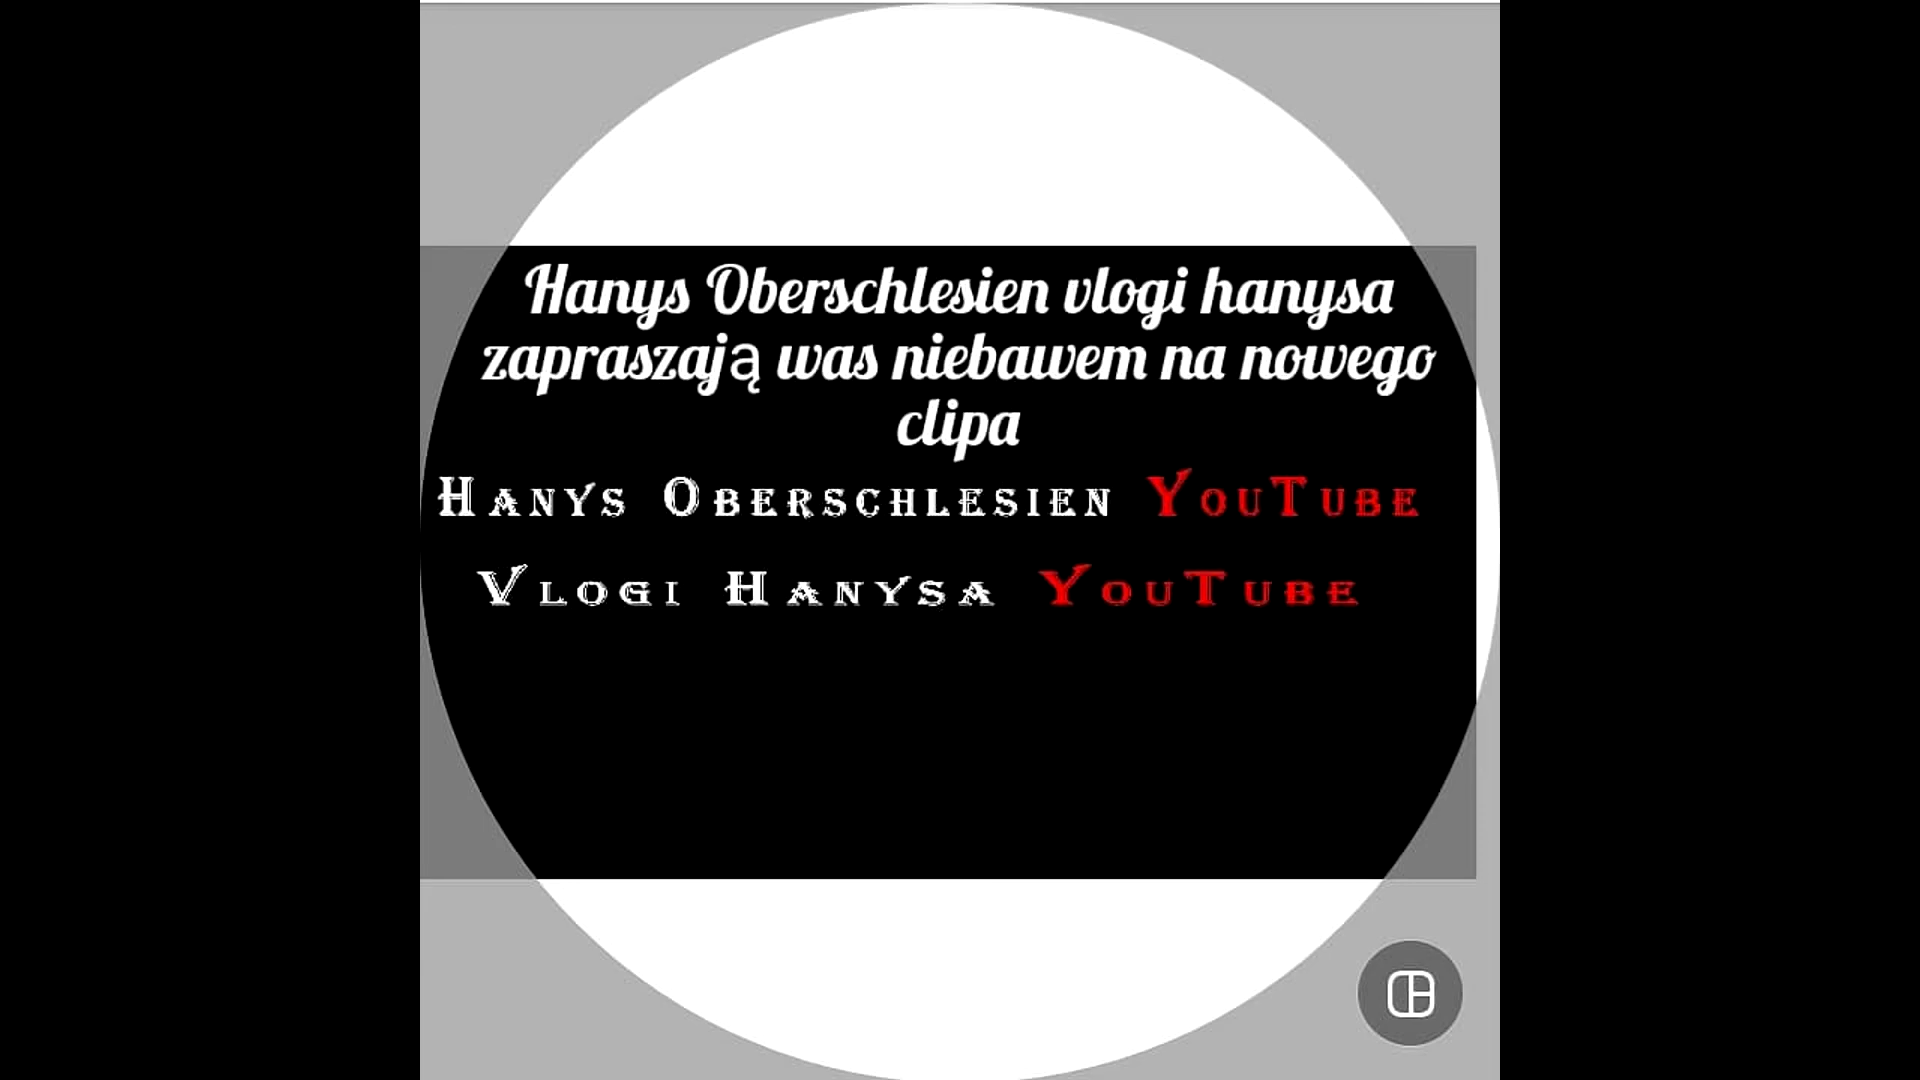 Hanys Oberschlesien vlogi hanysa
zapraszają was niebawem na nowego
clipa
Hanys Oberschlesien YouTube
Vlogi Hanysa YouTube